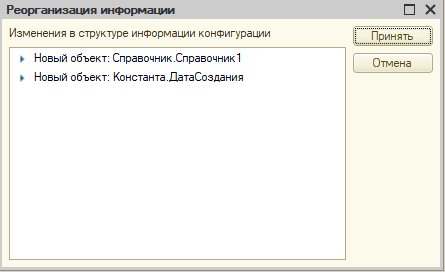 Реорганизация информации
Изменения в структуре информации конфигурации
Принять
Новый объект: Справочник.Справочник1
Отмена
Новый объект: Константа.ДатаСоздания